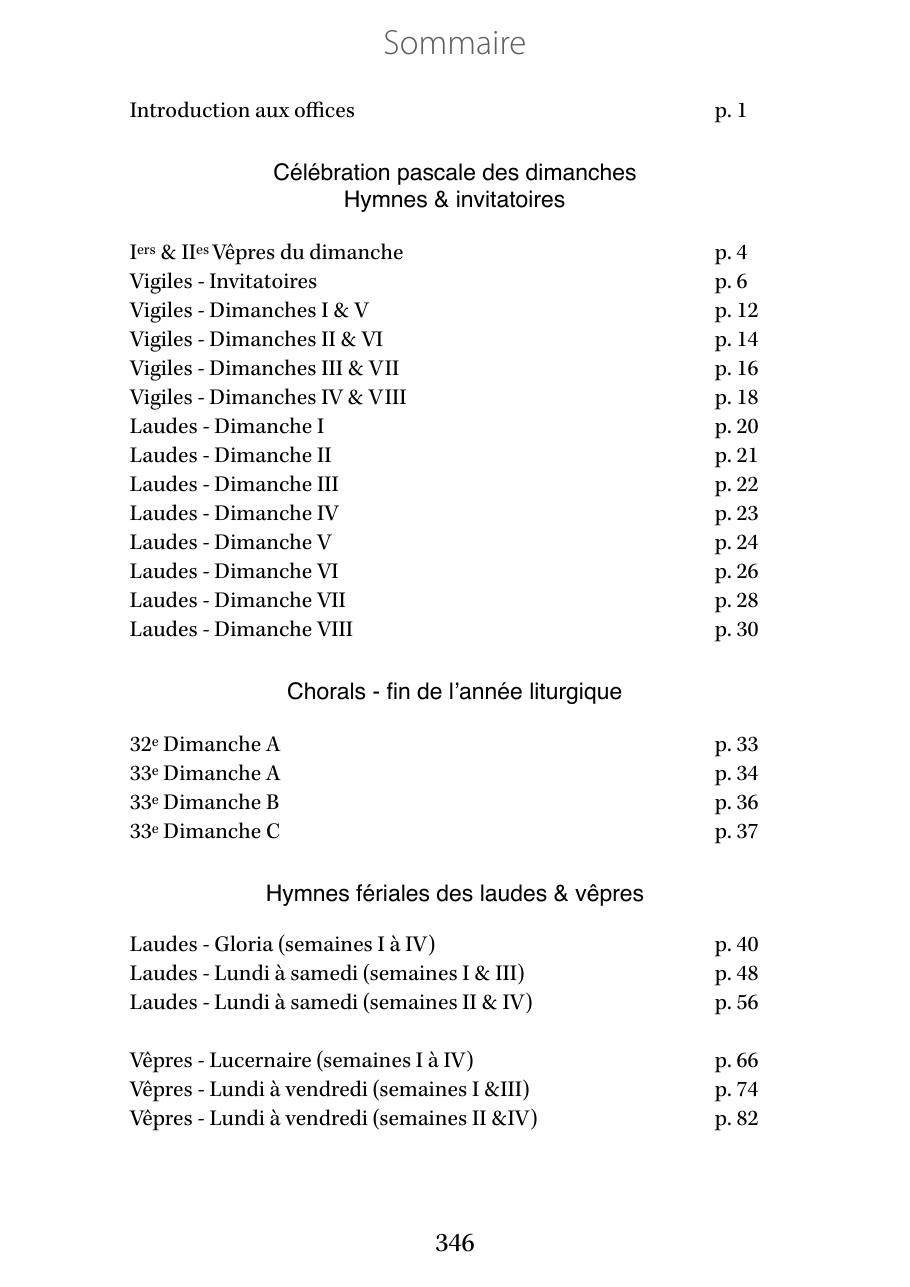 Sommaire
Introduction aux offices p. 1
Célébration pascale des dimanches
Hymnes & invitatoires
Iers & IIes Vêpres du dimanche p. 4
Vigiles - Invitatoires p. 6
Vigiles - Dimanches I & V p. 12
Vigiles - Dimanches II & VI p. 14
Vigiles - Dimanches III & VII p. 16
Vigiles - Dimanches IV & VIII p. 18
Laudes - Dimanche I p. 20
Laudes - Dimanche II p. 21
Laudes - Dimanche III p. 22
Laudes - Dimanche IV p. 23
Laudes - Dimanche V p. 24
Laudes - Dimanche VI p. 26
Laudes - Dimanche VII p. 28
Laudes - Dimanche VIII p. 30
Chorals - fin de l’année liturgique
32e Dimanche A p. 33
33e Dimanche A p. 34
33e Dimanche B p. 36
33e Dimanche C p. 37
Hymnes fériales des laudes & vêpres
Laudes - Gloria (semaines I à IV) p. 40
Laudes - Lundi à samedi (semaines I & III) p. 48
Laudes - Lundi à samedi (semaines II & IV) p. 56
Vêpres - Lucernaire (semaines I à IV) p. 66
Vêpres - Lundi à vendredi (semaines I &III) p. 74
Vêpres - Lundi à vendredi (semaines II &IV) p. 82
346